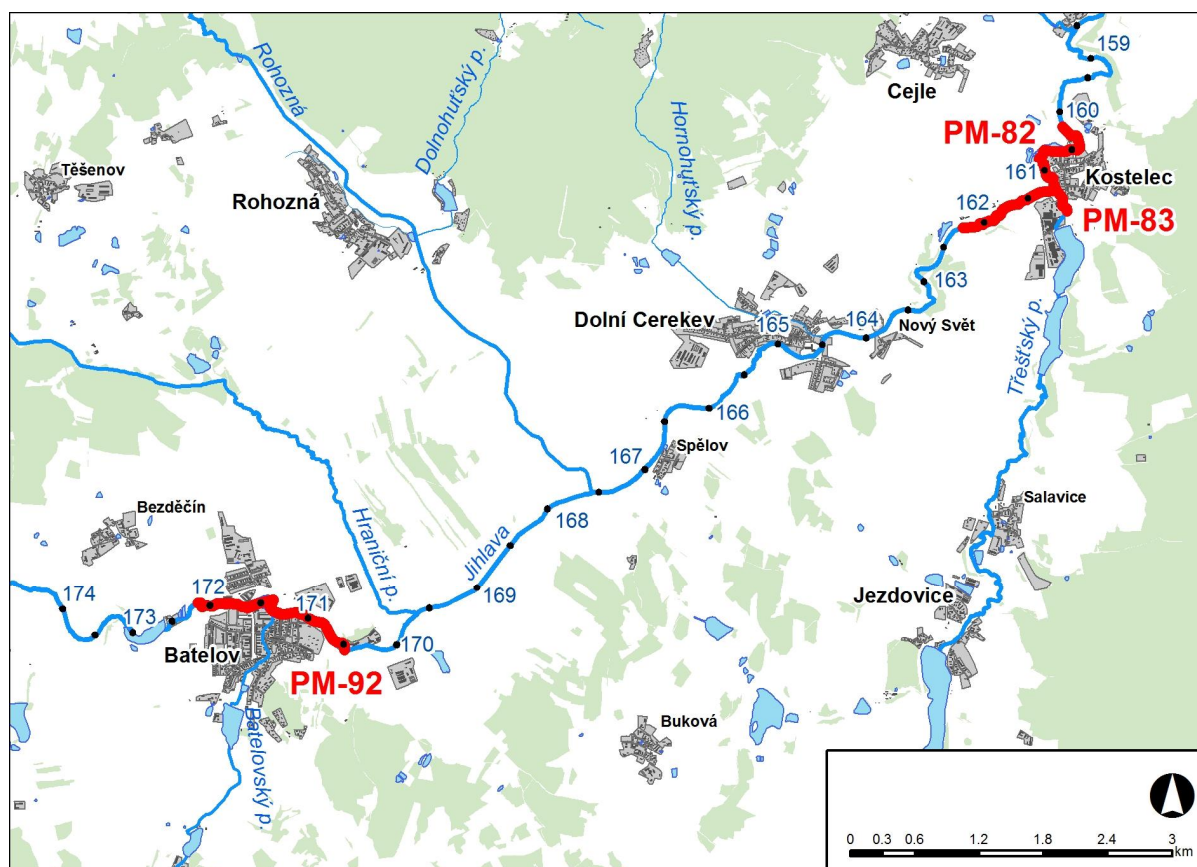 159
Rohozná
Cejle
Dolnohuťský p.
Hornohuťský p.
160
PM-82
Těšenov
161
Kostelec
Rohozná
162
PM-83
163
Dolní Cerekev
165
164
Nový Svět
Třešťský p.
166
Spělov
167
Salavice
Bezděčín
168
Hraniční p.
Jihlava
169
Jezdovice
174
172
171
173
170
Batelov
PM-92
Batelovský p.
Buková
0 0.3 0.6 1.2 1.8 2.4 3
km